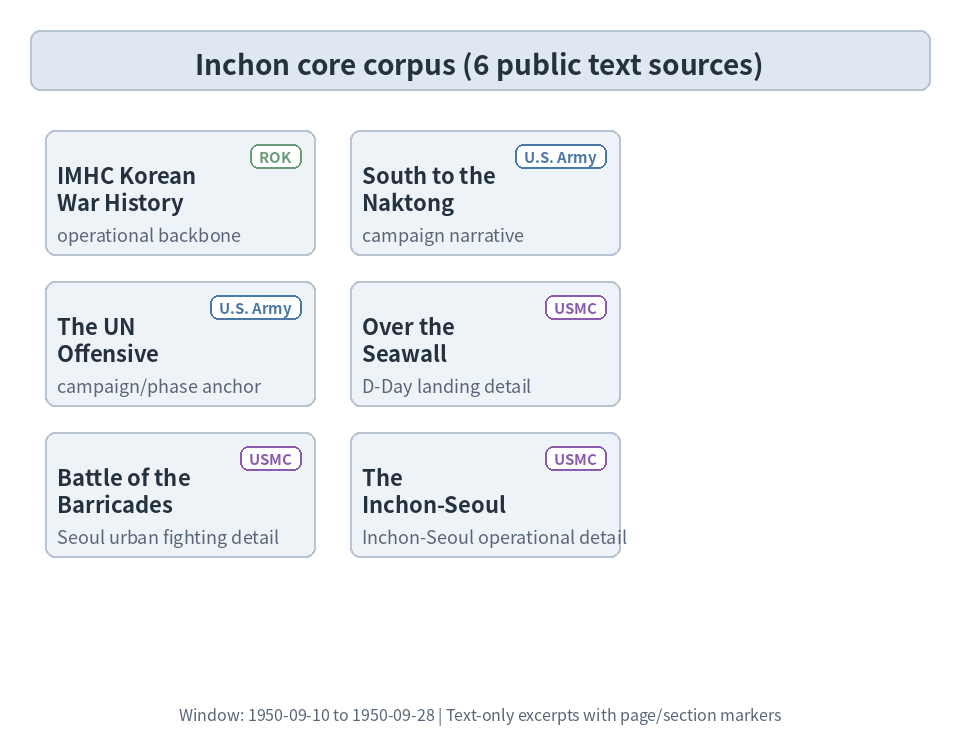 Inchon core corpus (6 public text sources)
ROK
IMHC Korean
War History
operational backbone
U.S. Army
South to the
Naktong
campaign narrative
U.S. Army
The UN
Offensive
campaign/phase anchor
USMC
Over the
Seawall
D-Day landing detail
USMC
Battle of the
Barricades
Seoul urban fighting detail
USMC
The
Inchon-Seoul
Inchon-Seoul operational detail
Window: 1950-09-10 to 1950-09-28 | Text-only excerpts with page/section markers